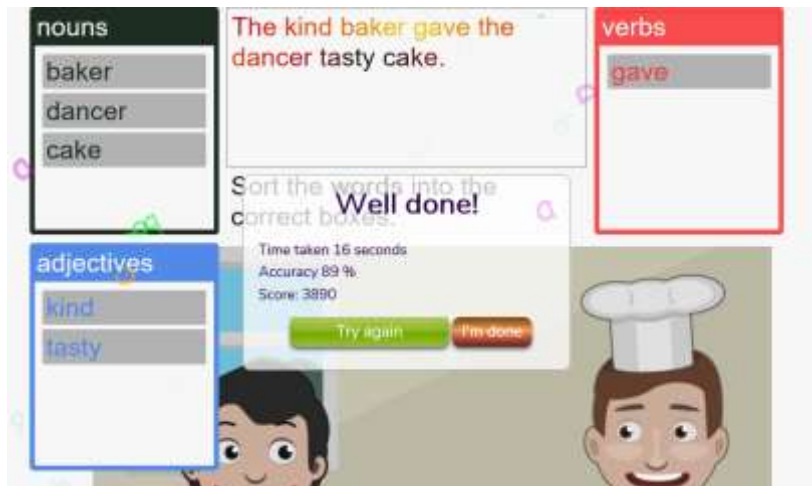 nouns
baker
dancer
cake
The kind baker gave the
dancer tasty cake.
verbs
gave
Sort the words into the
correct boxes.
Well done!
Time taken 16 seconds
Accuracy 89 %
Score: 3890
Try again
I'm done
adjectives
kind
tasty